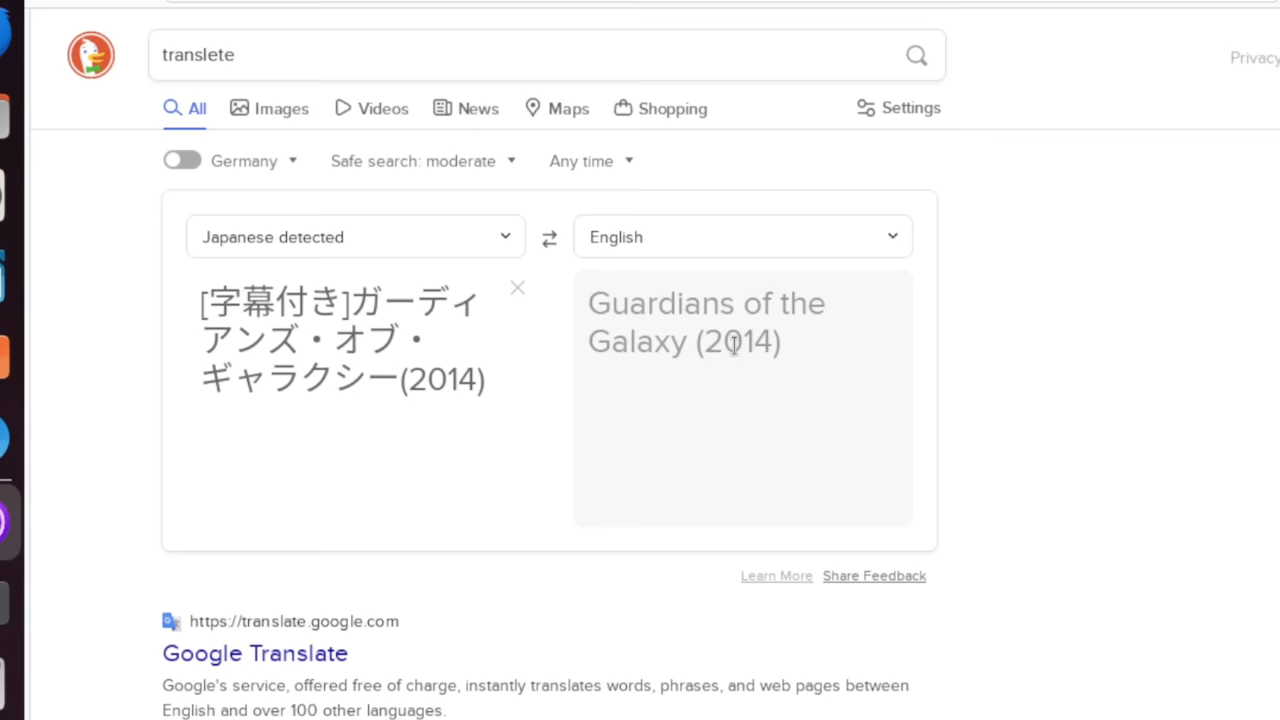 translete
Privacy
All Images Videos News Maps Shopping Settings
Germany Safe search: moderate Any time
Japanese detected English
[字幕付き]ガーディ
アンズ・オブ・
ギャラクシー(2014)
Guardians of the
Galaxy (2014)
Learn More Share Feedback
https://translate.google.com
Google Translate
Google's service, offered free of charge, instantly translates words, phrases, and web pages between
English and over 100 other languages.